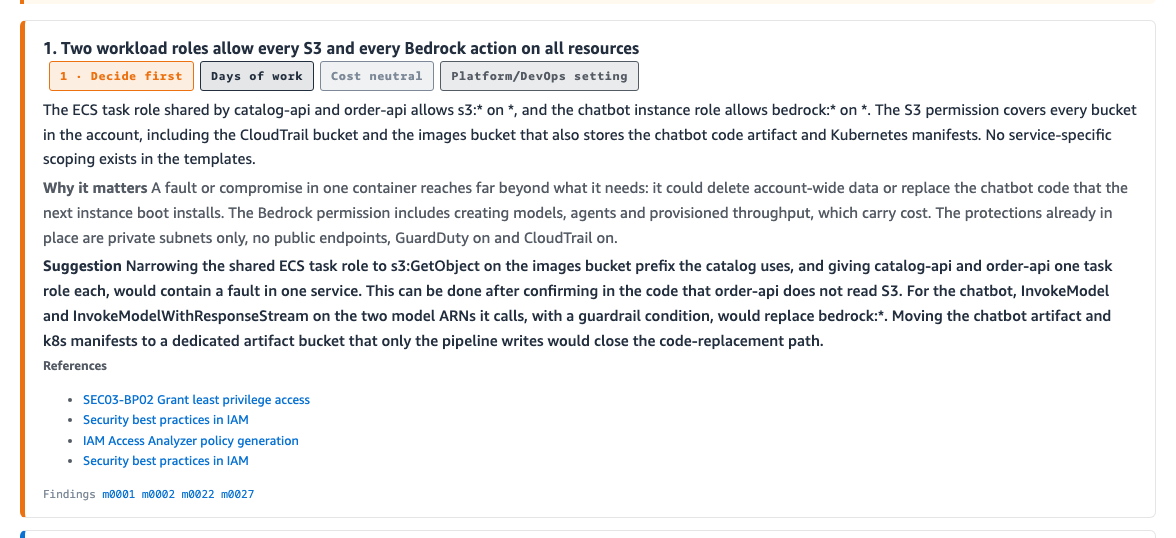 1. Two workload roles allow every S3 and every Bedrock action on all resources
1 · Decide first
Days of work
Cost neutral
Platform/DevOps setting
The ECS task role shared by catalog-api and order-api allows s3:* on *, and the chatbot instance role allows bedrock:* on *. The S3 permission covers every bucket
in the account, including the CloudTrail bucket and the images bucket that also stores the chatbot code artifact and Kubernetes manifests. No service-specific
scoping exists in the templates.
Why it matters A fault or compromise in one container reaches far beyond what it needs: it could delete account-wide data or replace the chatbot code that the
next instance boot installs. The Bedrock permission includes creating models, agents and provisioned throughput, which carry cost. The protections already in
place are private subnets only, no public endpoints, GuardDuty on and CloudTrail on.
Suggestion Narrowing the shared ECS task role to s3:GetObject on the images bucket prefix the catalog uses, and giving catalog-api and order-api one task
role each, would contain a fault in one service. This can be done after confirming in the code that order-api does not read S3. For the chatbot, InvokeModel
and InvokeModelWithResponseStream on the two model ARNs it calls, with a guardrail condition, would replace bedrock:*. Moving the chatbot artifact and
k8s manifests to a dedicated artifact bucket that only the pipeline writes would close the code-replacement path.
References
• SEC03-BP02 Grant least privilege access
• Security best practices in IAM
• IAM Access Analyzer policy generation
• Security best practices in IAM
Findings m0001 m0002 m0022 m0027